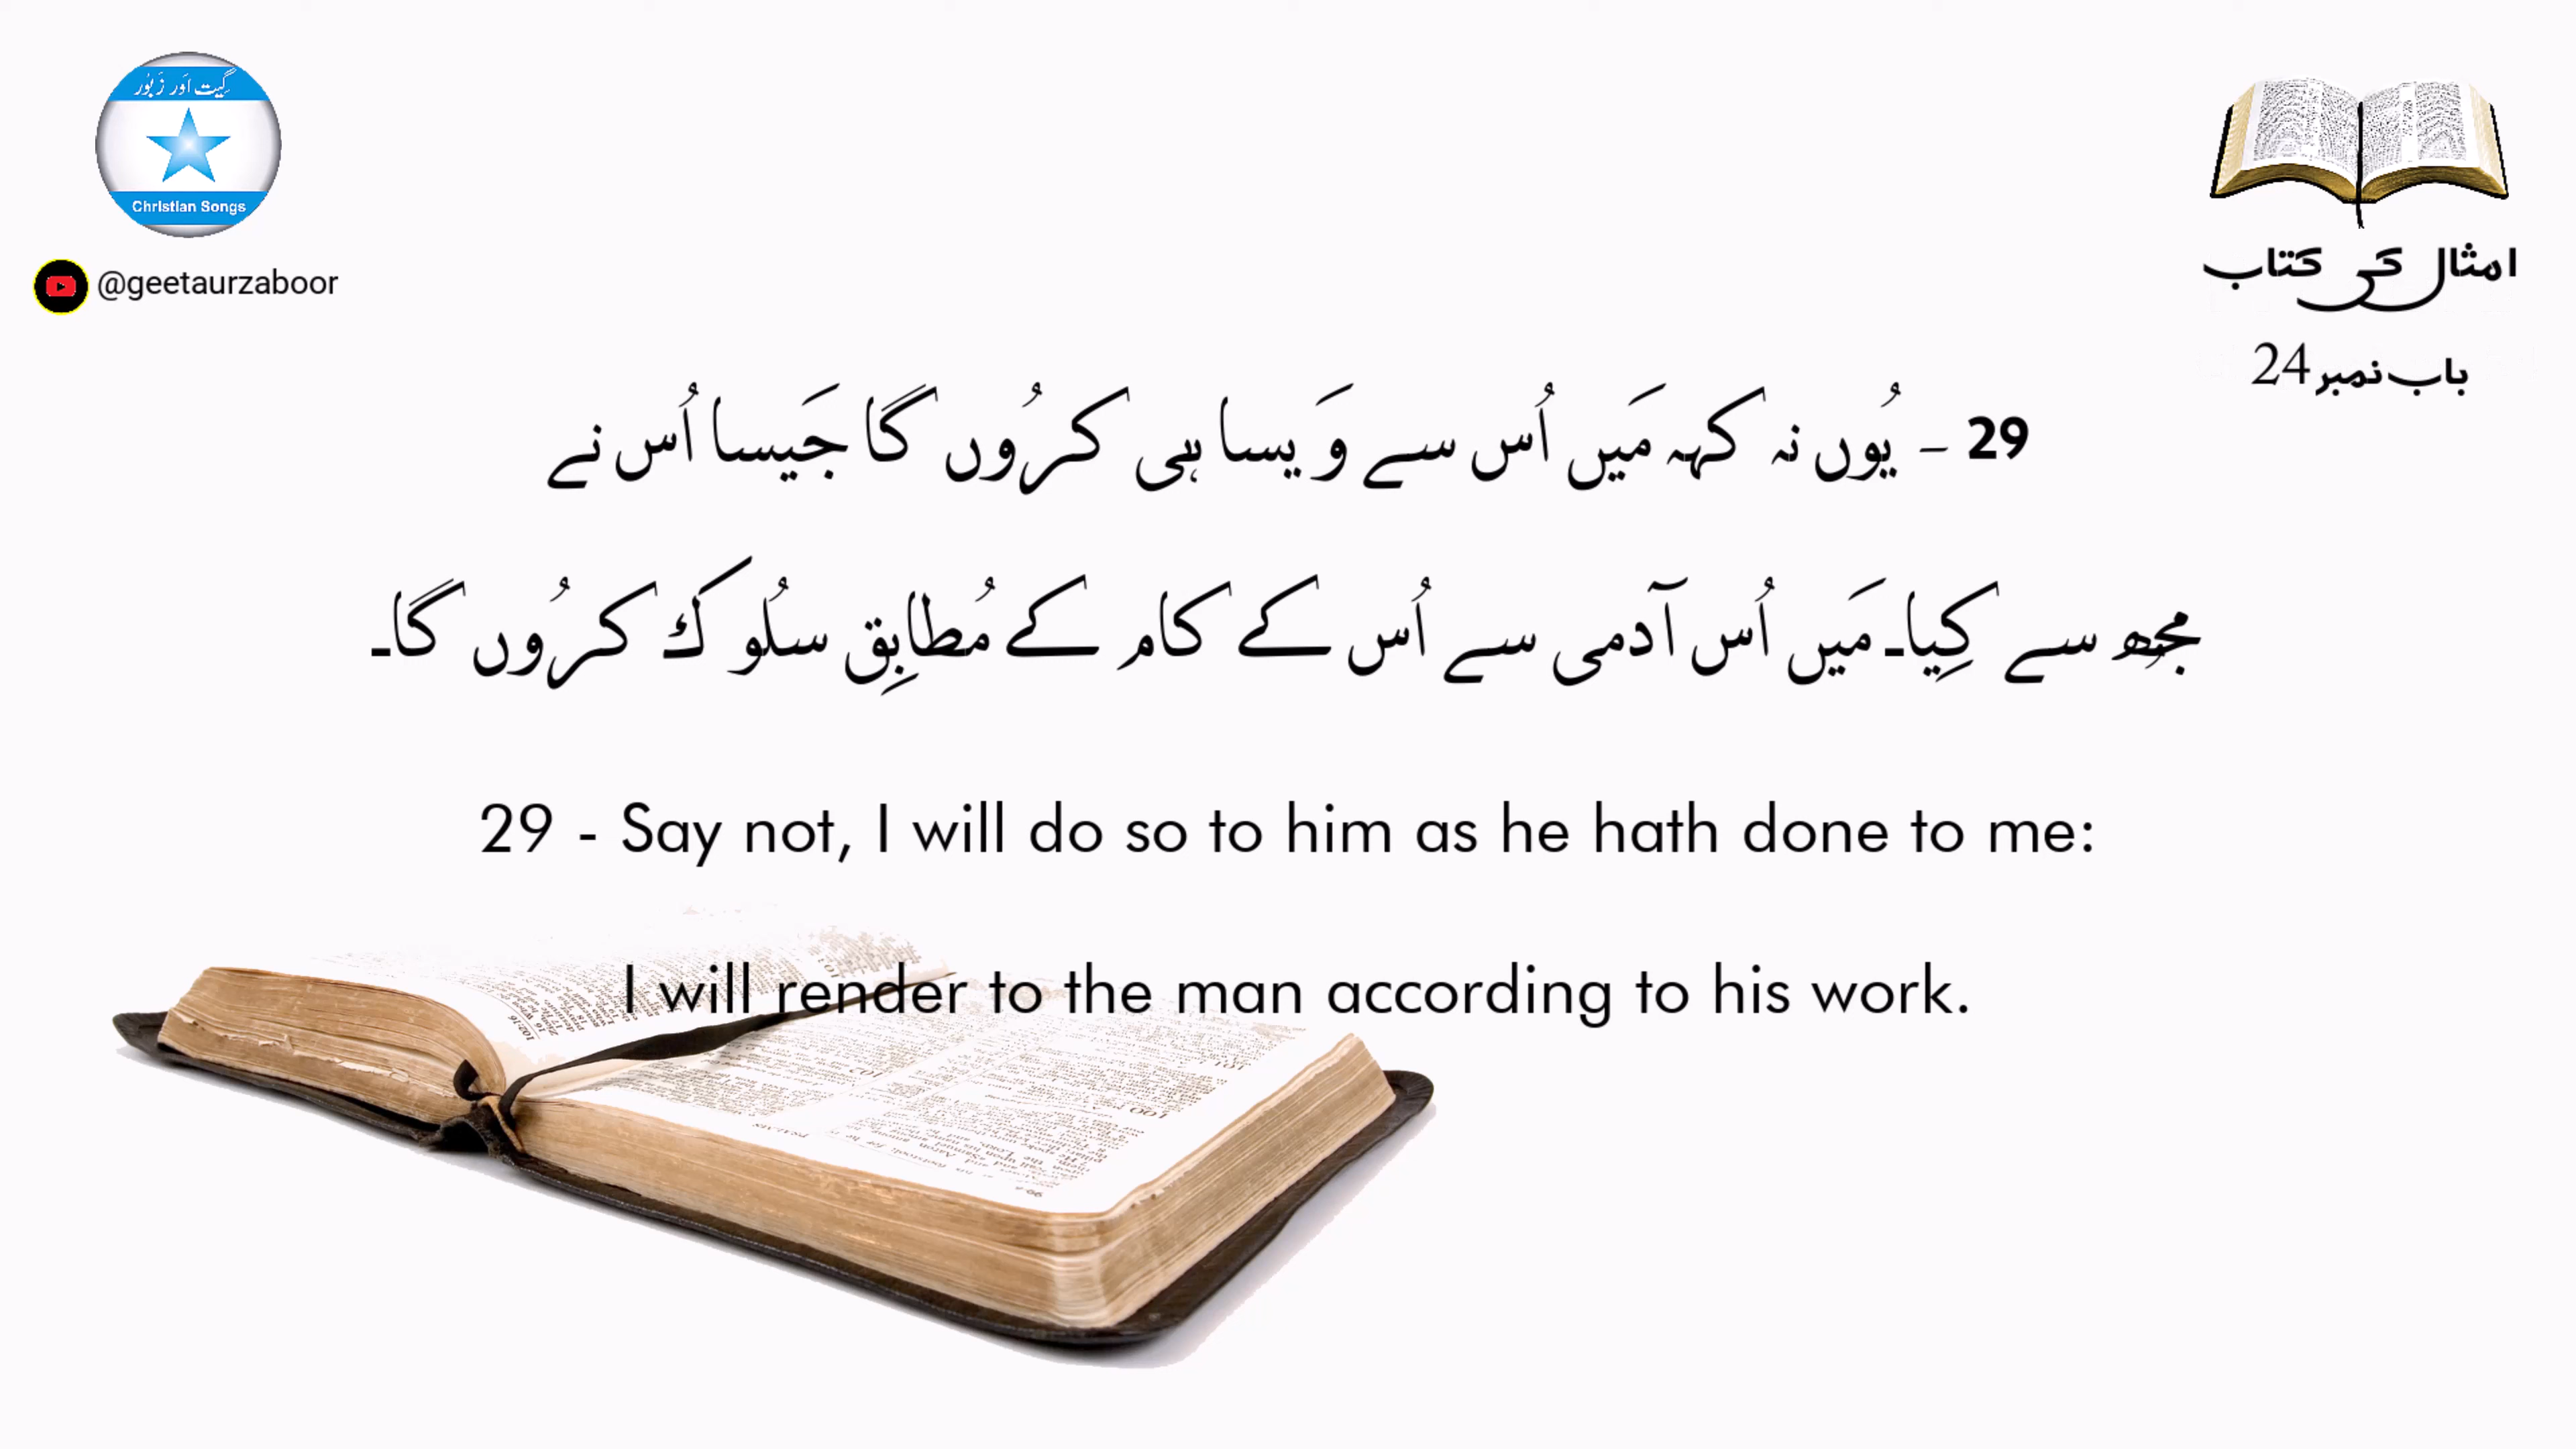 گِیت اَور زَبُور
Christian Songs
@geetaurzaboor
امثال کی کتاب
باب نمبر 24
29 - یُوں نہ کہہ مَیں اُس سے وَیسا ہی کرُوں گا جَیسا اُس نے
مجھ سے کِیا۔ مَیں اُس آدمی سے اُس کے کام کے مُطابِق سلُوک کرُوں گا۔
29 - Say not, I will do so to him as he hath done to me:
I will render to the man according to his work.